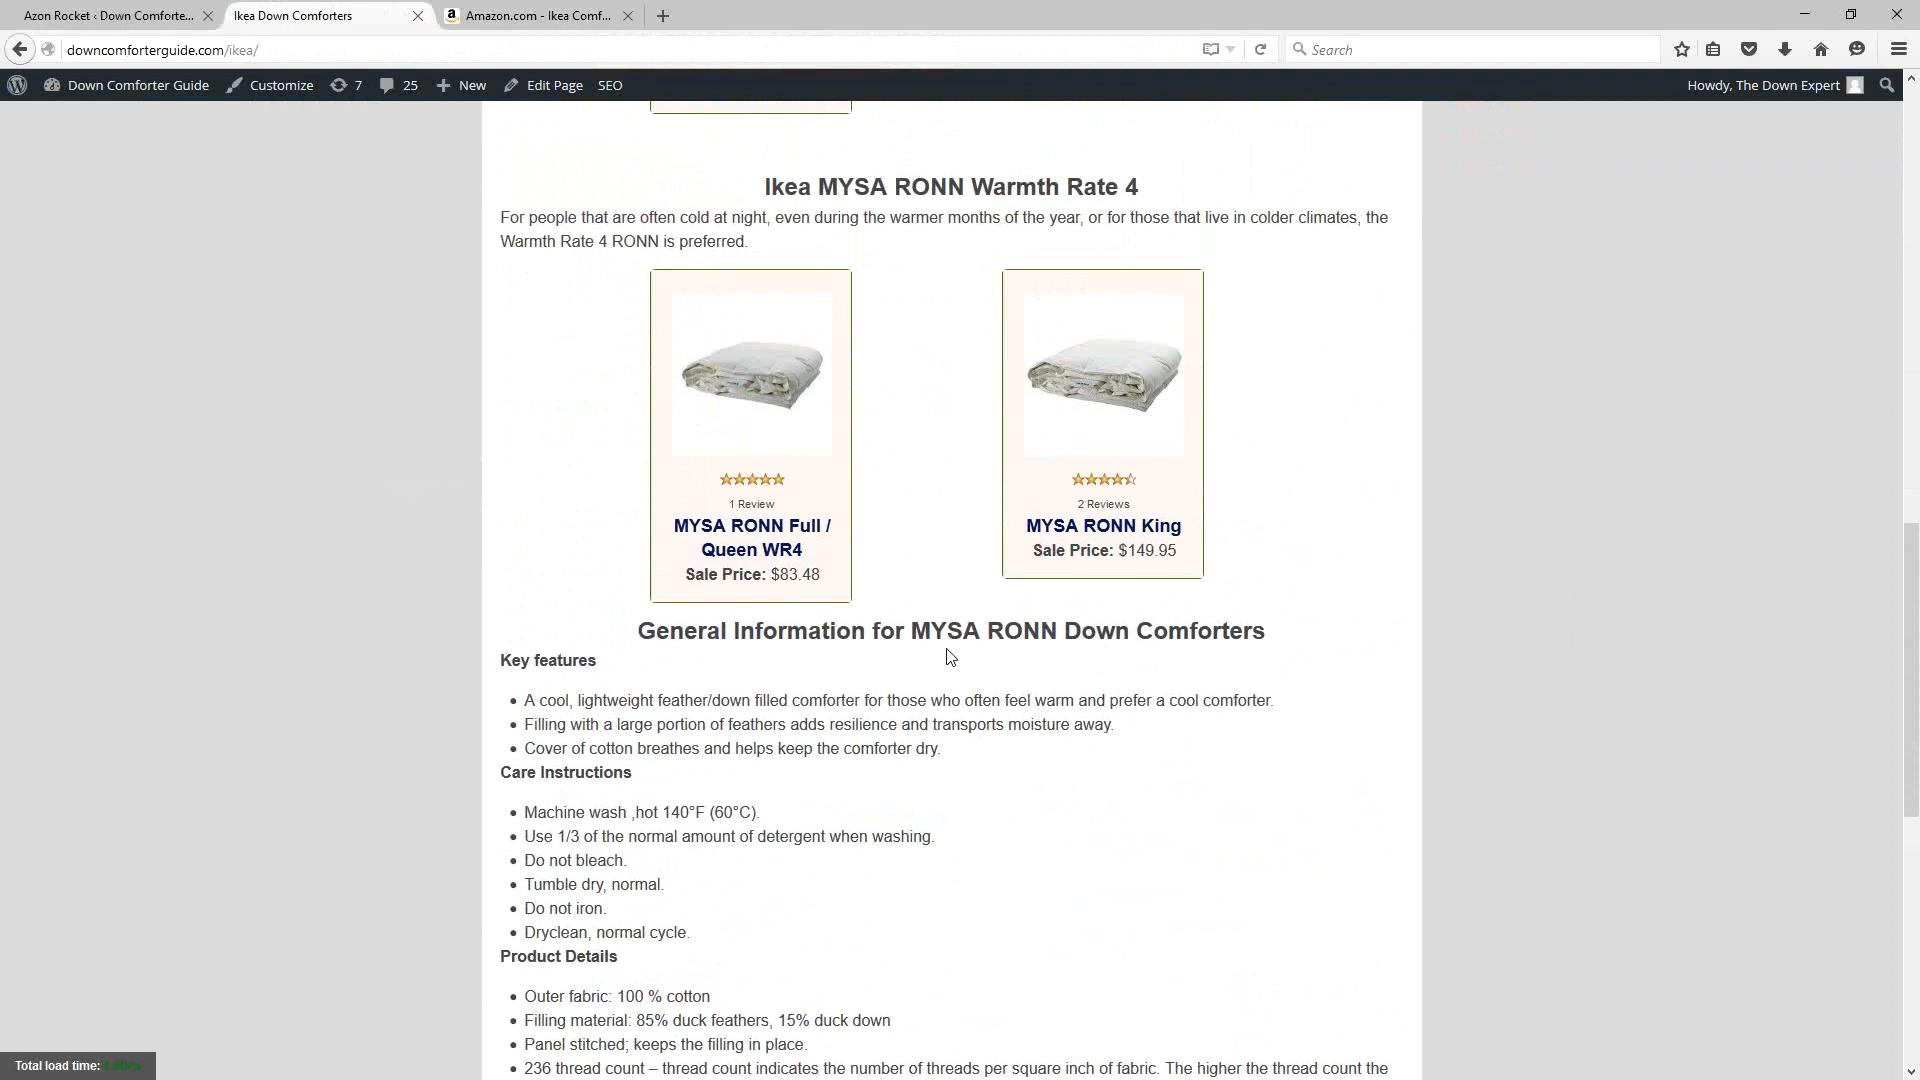 Azon Rocket ‹ Down Comforte...
Ikea Down Comforters
Amazon.com - Ikea Comf...
downcomforterguide.com/ikea/
Search
Down Comforter Guide
Customize
7
25
New
Edit Page
SEO
Howdy, The Down Expert
Ikea MYSA RONN Warmth Rate 4
For people that are often cold at night, even during the warmer months of the year, or for those that live in colder climates, the
Warmth Rate 4 RONN is preferred.
1 Review
MYSA RONN Full /
Queen WR4
Sale Price: $83.48
2 Reviews
MYSA RONN King
Sale Price: $149.95
General Information for MYSA RONN Down Comforters
Key features
A cool, lightweight feather/down filled comforter for those who often feel warm and prefer a cool comforter.
Filling with a large portion of feathers adds resilience and transports moisture away.
Cover of cotton breathes and helps keep the comforter dry.
Care Instructions
Machine wash ,hot 140°F (60°C).
Use 1/3 of the normal amount of detergent when washing.
Do not bleach.
Tumble dry, normal.
Do not iron.
Dryclean, normal cycle.
Product Details
Outer fabric: 100 % cotton
Filling material: 85% duck feathers, 15% duck down
Panel stitched; keeps the filling in place.
236 thread count – thread count indicates the number of threads per square inch of fabric. The higher the thread count the
Total load time: